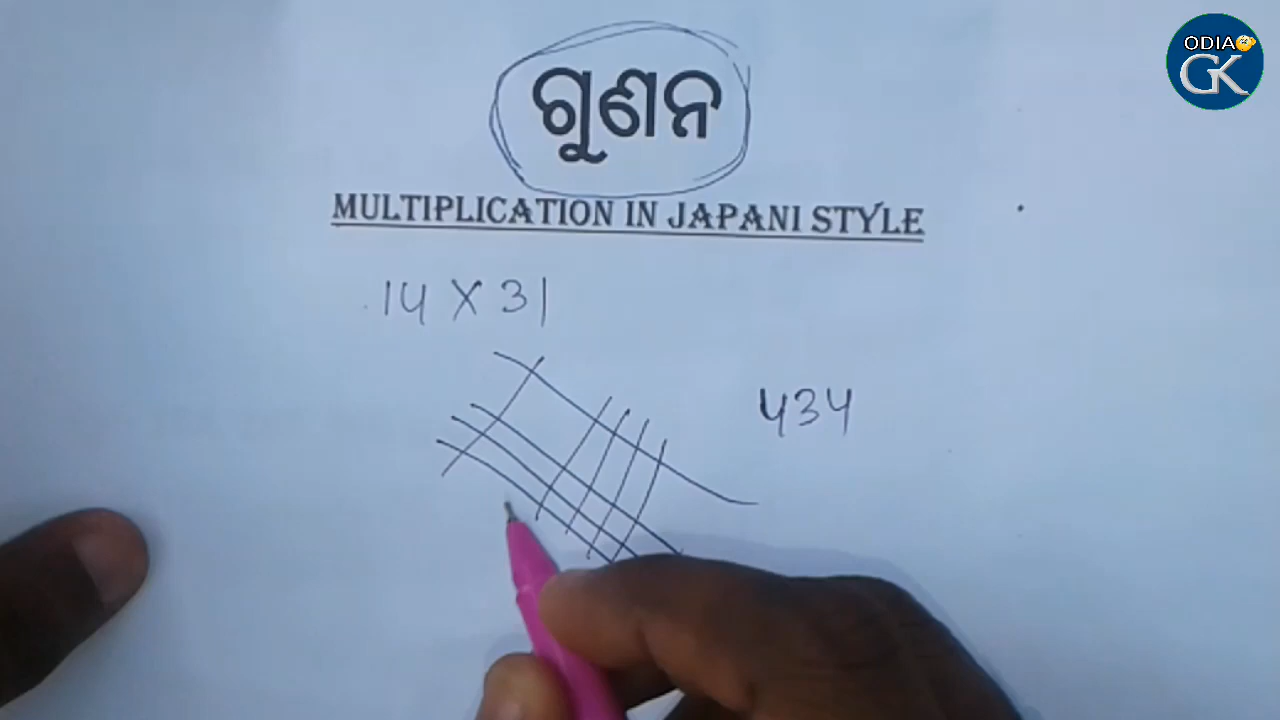 ODIA
GK
ଗୁଣନ
MULTIPLICATION IN JAPANI STYLE
14 X 31
434